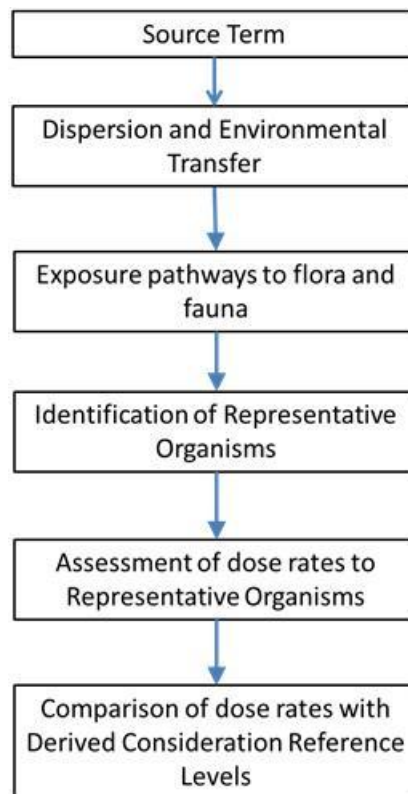 Source Term
Dispersion and Environmental
Transfer
Exposure pathways to flora and
fauna
Identification of Representative
Organisms
Assessment of dose rates to
Representative Organisms
Comparison of dose rates with
Derived Consideration Reference
Levels